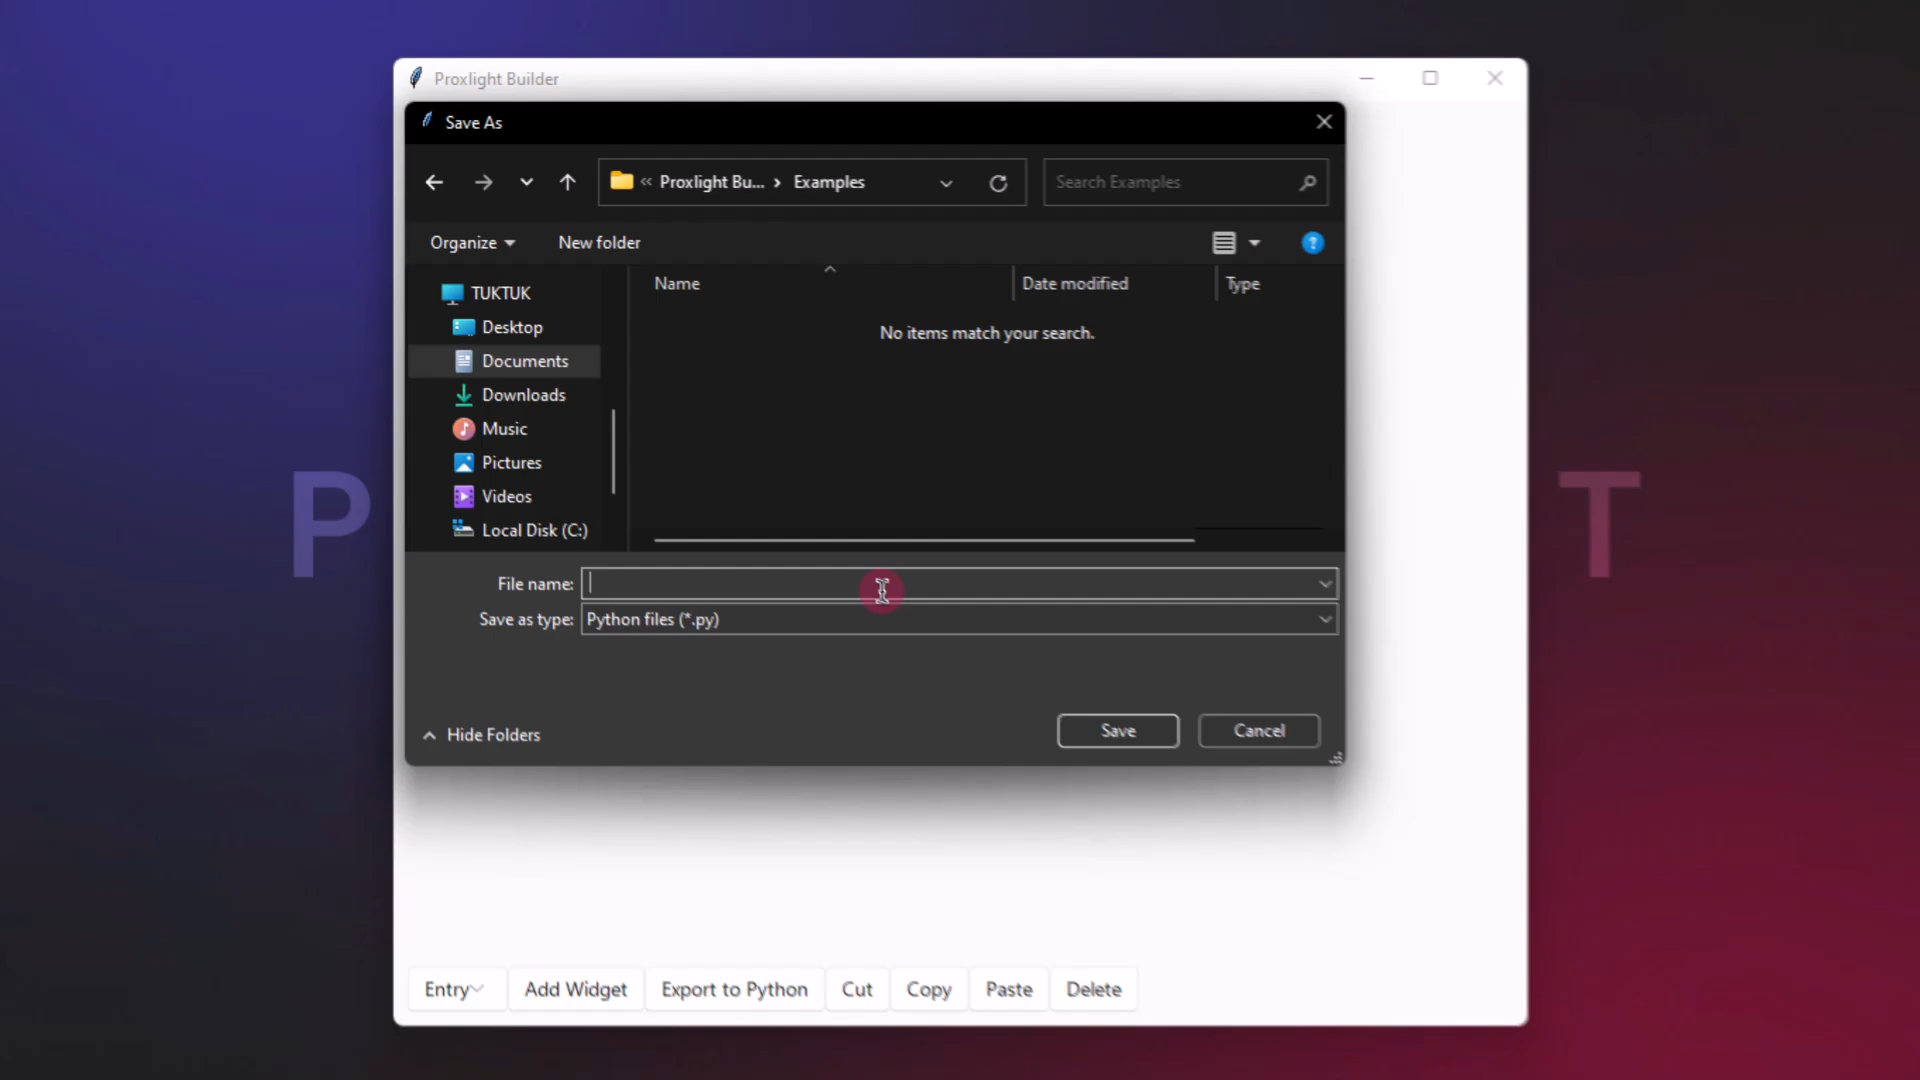 Proxlight Builder
Save As
« Proxlight Bu... › Examples
Search Examples
Organize
New folder
Name
Date modified
Type
TUKTUK
Desktop
Documents
Downloads
Music
Pictures
Videos
Local Disk (C:)
No items match your search.
File name:
Save as type: Python files (*.py)
Hide Folders
Save
Cancel
P
T
Entry
Add Widget
Export to Python
Cut
Copy
Paste
Delete